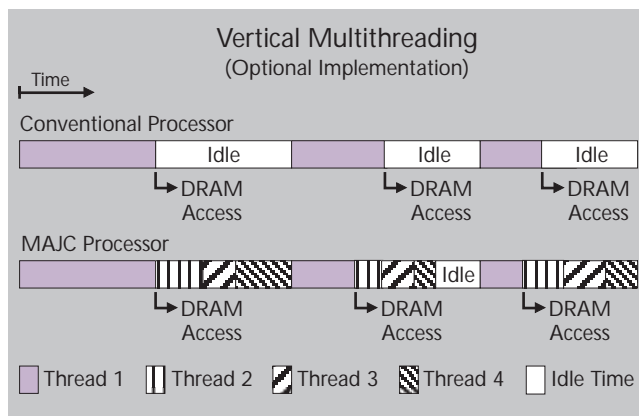 Vertical Multithreading
(Optional Implementation)
Time
Conventional Processor
Idle Idle Idle
DRAM Access
DRAM Access
DRAM Access
MAJC Processor
Idle
DRAM Access
DRAM Access
DRAM Access
Thread 1 Thread 2 Thread 3 Thread 4 Idle Time